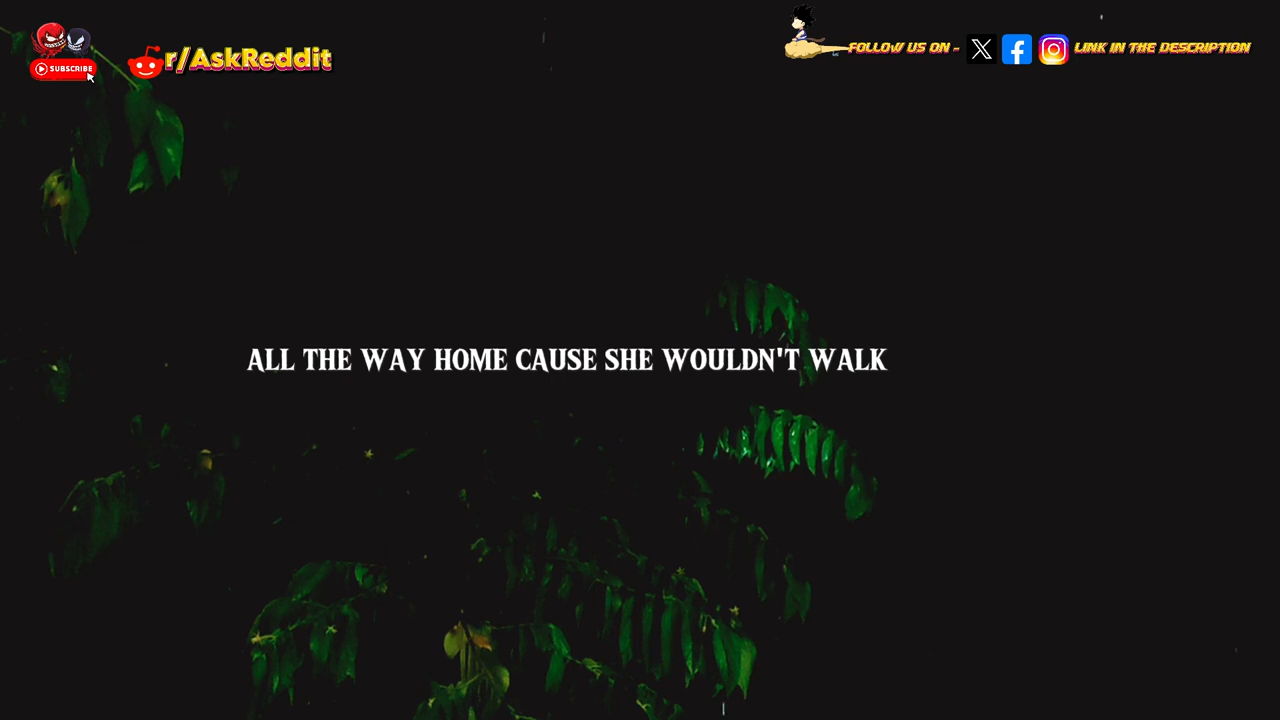 SUBSCRIBE
r/AskReddit
FOLLOW US ON -
LINK IN THE DESCRIPTION
ALL THE WAY HOME CAUSE SHE WOULDN'T WALK